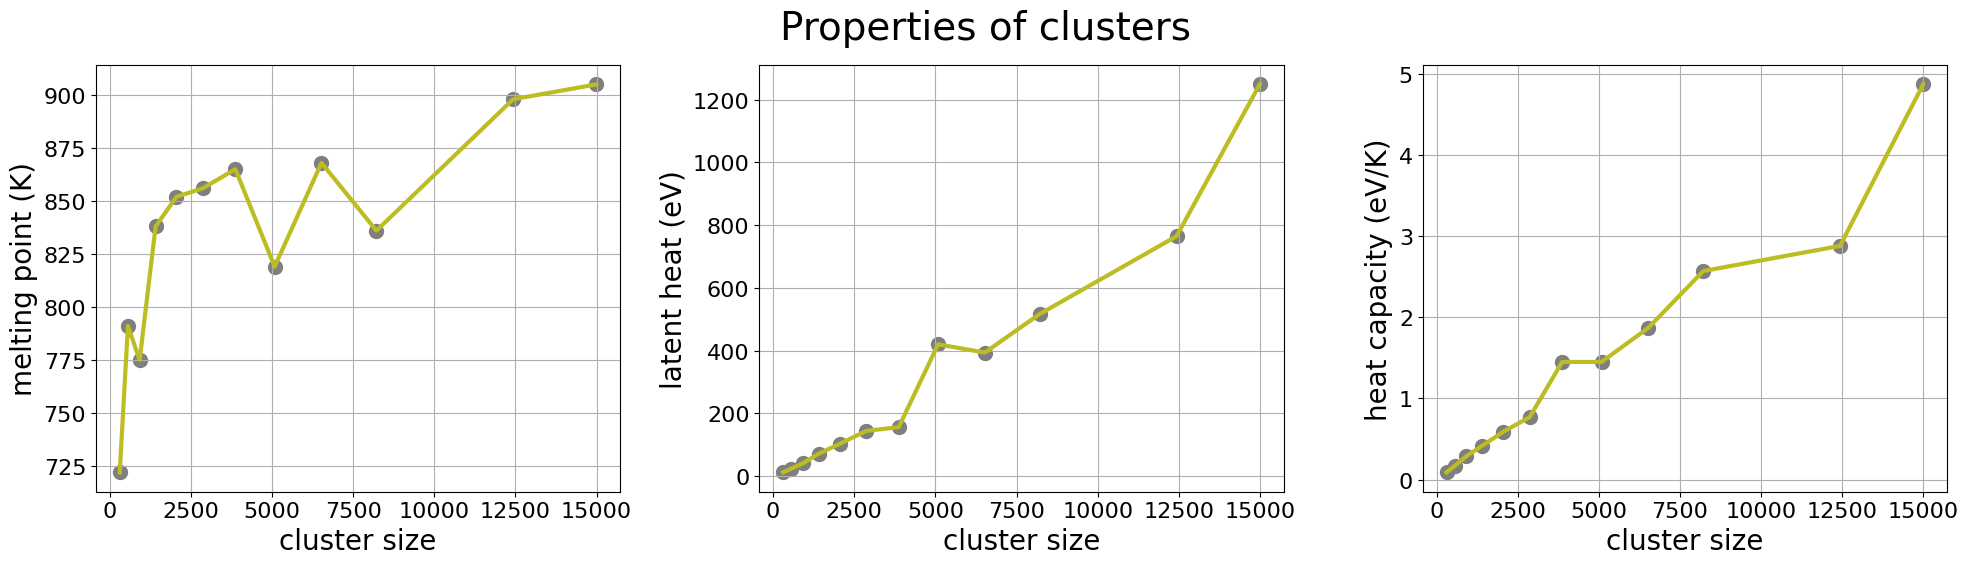 Properties of clusters
melting point (K)
900
875
850
825
800
775
750
725
0 2500 5000 7500 10000 12500 15000
cluster size
latent heat (eV)
1200
1000
800
600
400
200
0
0 2500 5000 7500 10000 12500 15000
cluster size
heat capacity (eV/K)
5
4
3
2
1
0
0 2500 5000 7500 10000 12500 15000
cluster size